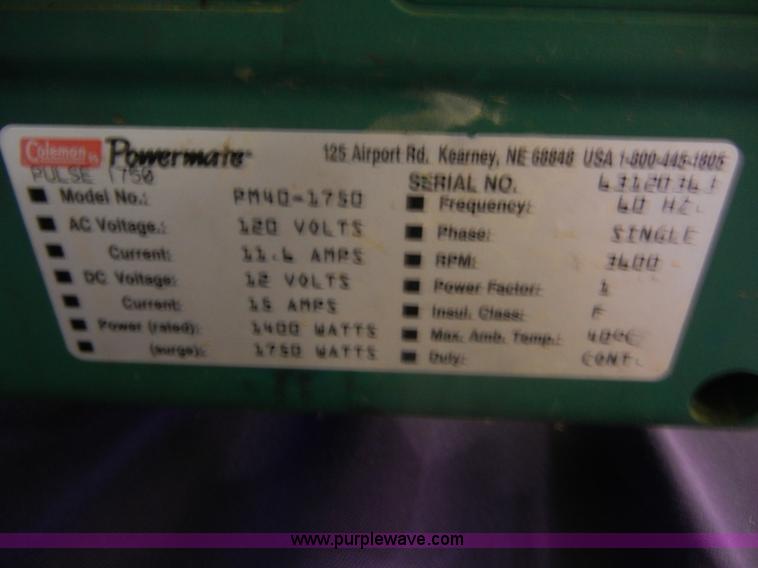 Coleman Powermate 125 Airport Rd. Kearney, NE 68848 USA 1-800-445-1805
PULSE 1750 SERIAL NO.
Model No.: PM40-1750 Frequency: 60 HZ.
AC Voltage.: 120 VOLTS Phase: SINGLE
Current: 11.6 AMPS RPM: 3600
DC Voltage: 12 VOLTS Power Factor: 1
Current: 15 AMPS Insul. Class: F
Power (rated): 1400 WATTS Max. Amb. Temp.: 40°C
(surge): 1750 WATTS Duty: CONT.
www.purplewave.com